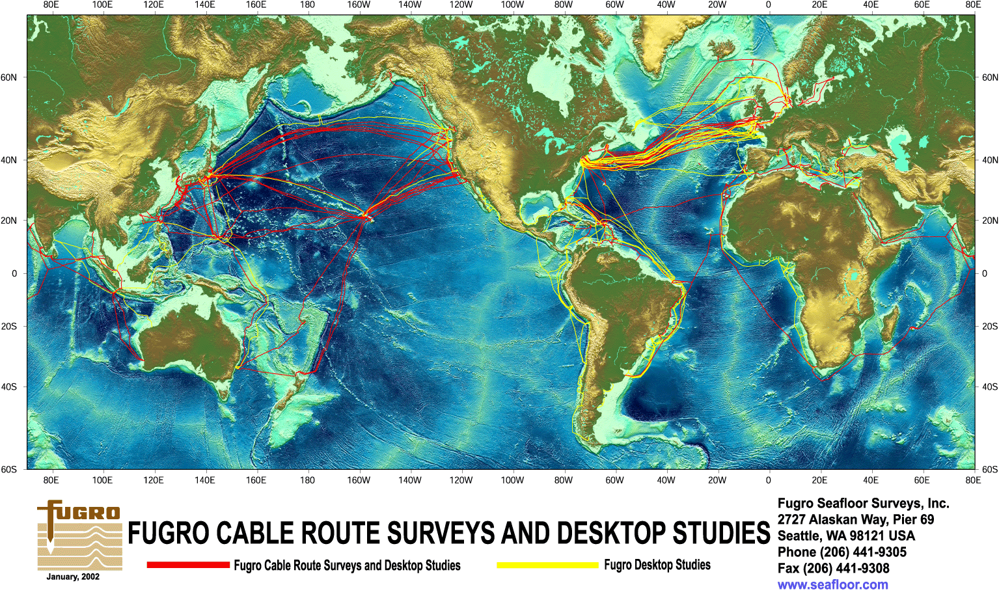 80E 100E 120E 140E 160E 180 160W 140W 120W 100W 80W 60W 40W 20W 0 20E 40E 60E 80E
60N 60N
40N 40N
20N 20N
0 0
20S 20S
40S 40S
60S 60S
80E 100E 120E 140E 160E 180 160W 140W 120W 100W 80W 60W 40W 20W 0 20E 40E 60E 80E
FUGRO
January, 2002
FUGRO CABLE ROUTE SURVEYS AND DESKTOP STUDIES
Fugro Cable Route Surveys and Desktop Studies
Fugro Desktop Studies
Fugro Seafloor Surveys, Inc.
2727 Alaskan Way, Pier 69
Seattle, WA 98121 USA
Phone (206) 441-9305
Fax (206) 441-9308
www.seafloor.com